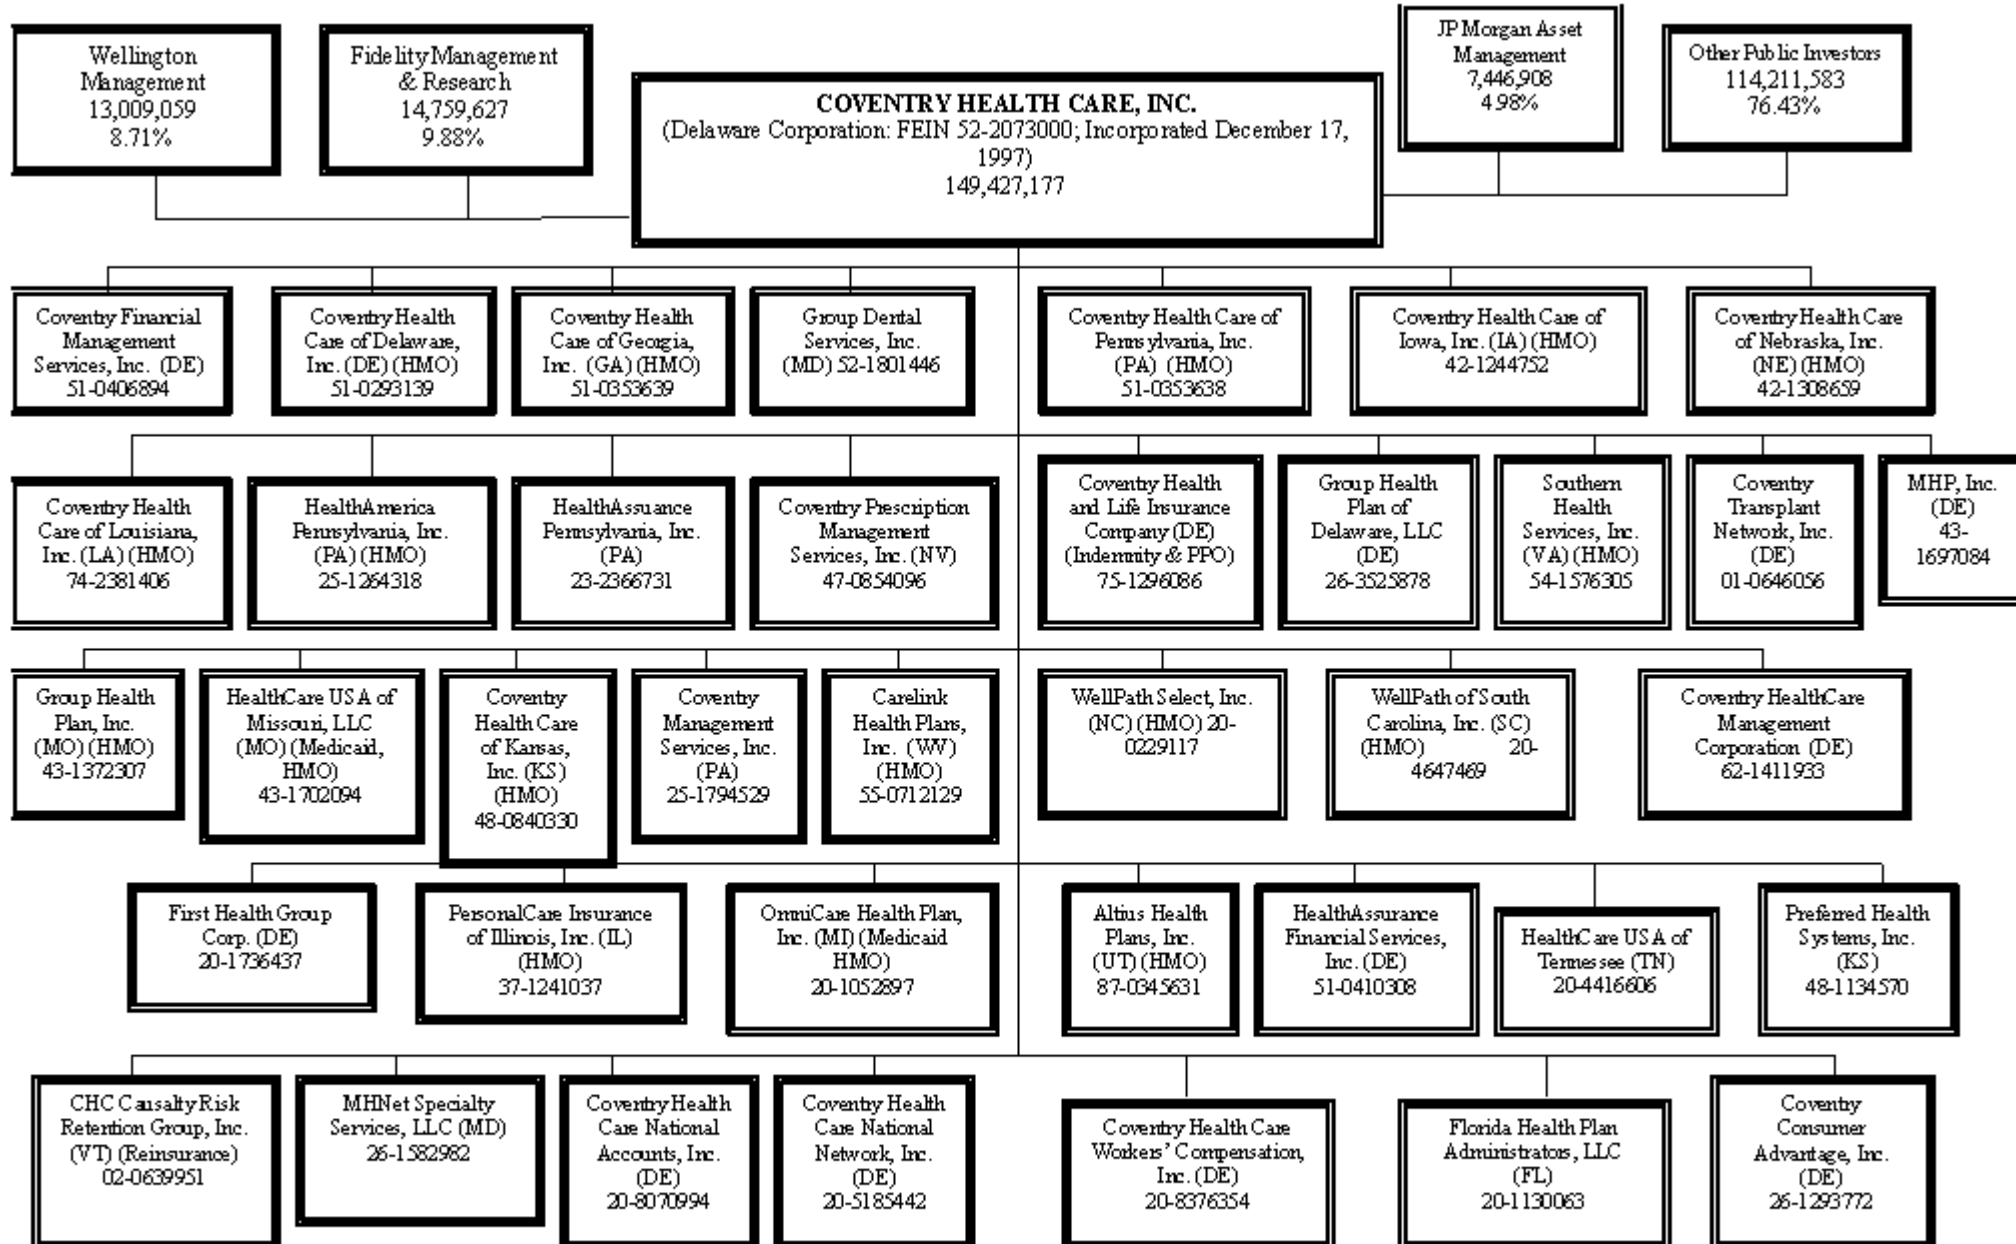 Wellington
Management
13,009,059
8.71%
Fidelity Management
& Research
14,759,627
9.88%
COVENTRY HEALTH CARE, INC.
(Delaware Corporation: FEIN 52-2073000; Incorporated December 17,
1997)
149,427,177
JP Morgan Asset
Management
7,446,908
4.98%
Other Public Investors
114,211,583
76.43%
Coventry Financial
Management
Services, Inc. (DE)
51-0406894
Coventry Health
Care of Delaware,
Inc. (DE) (HMO)
51-0293139
Coventry Health
Care of Georgia,
Inc. (GA) (HMO)
51-0353639
Group Dental
Services, Inc.
(MD) 52-1801446
Coventry Health Care of
Pennsylvania, Inc.
(PA) (HMO)
51-0353638
Coventry Health Care of
Iowa, Inc. (IA) (HMO)
42-1244752
Coventry Health Care
of Nebraska, Inc.
(NE) (HMO)
42-1308659
Coventry Health
Care of Louisiana,
Inc. (LA) (HMO)
74-2381406
HealthAmerica
Pennsylvania, Inc.
(PA) (HMO)
25-1264318
HealthAssuance
Pennsylvania, Inc.
(PA)
23-2366731
Coventry Prescription
Management
Services, Inc. (NV)
47-0854096
Coventry Health
and Life Insurance
Company (DE)
(Indemnity & PPO)
75-1296086
Group Health
Plan of
Delaware, LLC
(DE)
26-3525878
Southern
Health
Services, Inc.
(VA) (HMO)
54-1576305
Coventry
Transplant
Network, Inc.
(DE)
01-0646056
MHP, Inc.
(DE)
43-
1697084
Group Health
Plan, Inc.
(MO) (HMO)
43-1372307
HealthCare USA of
Missouri, LLC
(MO) (Medicaid,
HMO)
43-1702094
Coventry
Health Care
of Kansas,
Inc. (KS)
(HMO)
48-0840330
Coventry
Management
Services, Inc.
(PA)
25-1794529
Carelink
Health Plans,
Inc. (WV)
(HMO)
55-0712129
WellPath Select, Inc.
(NC) (HMO) 20-
0229117
WellPath of South
Carolina, Inc. (SC)
(HMO) 20-
4647469
Coventry HealthCare
Management
Corporation (DE)
62-1411933
First Health Group
Corp. (DE)
20-1736437
PersonalCare Insurance
of Illinois, Inc. (IL)
(HMO)
37-1241037
OmniCare Health Plan,
Inc. (MI) (Medicaid
HMO)
20-1052897
Altius Health
Plans, Inc.
(UT) (HMO)
87-0345631
HealthAssurance
Financial Services,
Inc. (DE)
51-0410308
HealthCare USA of
Tennessee (TN)
20-4416606
Preferred Health
Systems, Inc.
(KS)
48-1134570
CHC Causalty Risk
Retention Group, Inc.
(VT) (Reinsurance)
02-0639951
MHNet Specialty
Services, LLC (MD)
26-1582982
Coventry Health
Care National
Accounts, Inc.
(DE)
20-8070994
Coventry Health
Care National
Network, Inc.
(DE)
20-5185442
Coventry Health Care
Workers' Compensation,
Inc. (DE)
20-8376354
Florida Health Plan
Administrators, LLC
(FL)
20-1130063
Coventry
Consumer
Advantage, Inc.
(DE)
26-1293772